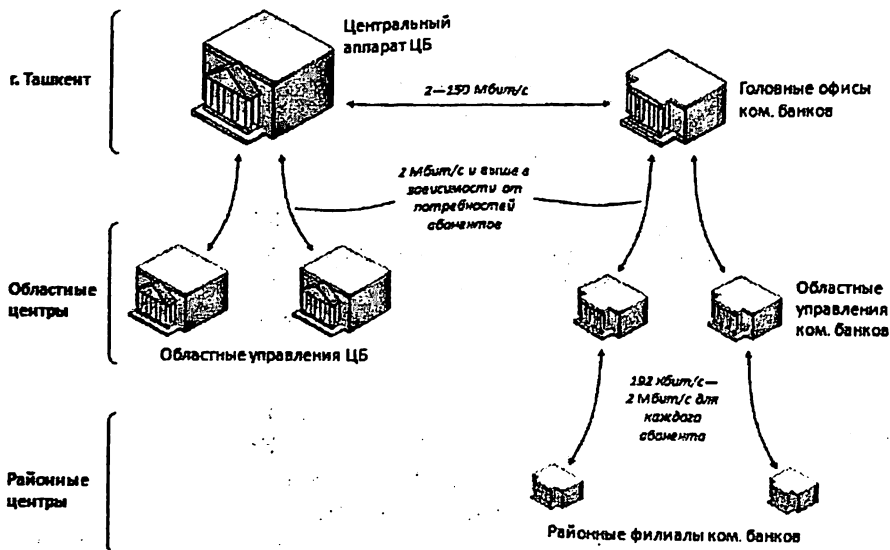 Центральный
аппарат ЦБ
г. Ташкент
2—150 Мбит/с
Головные офисы
ком. банков
2 Мбит/с и выше в
зависимости от
потребностей
абонентов
Областные
центры
Областные управления ЦБ
Областные
управления
ком. банков
192 Кбит/с—
2 Мбит/с для
каждого
абонента
Районные
центры
Районные филиалы ком. банков